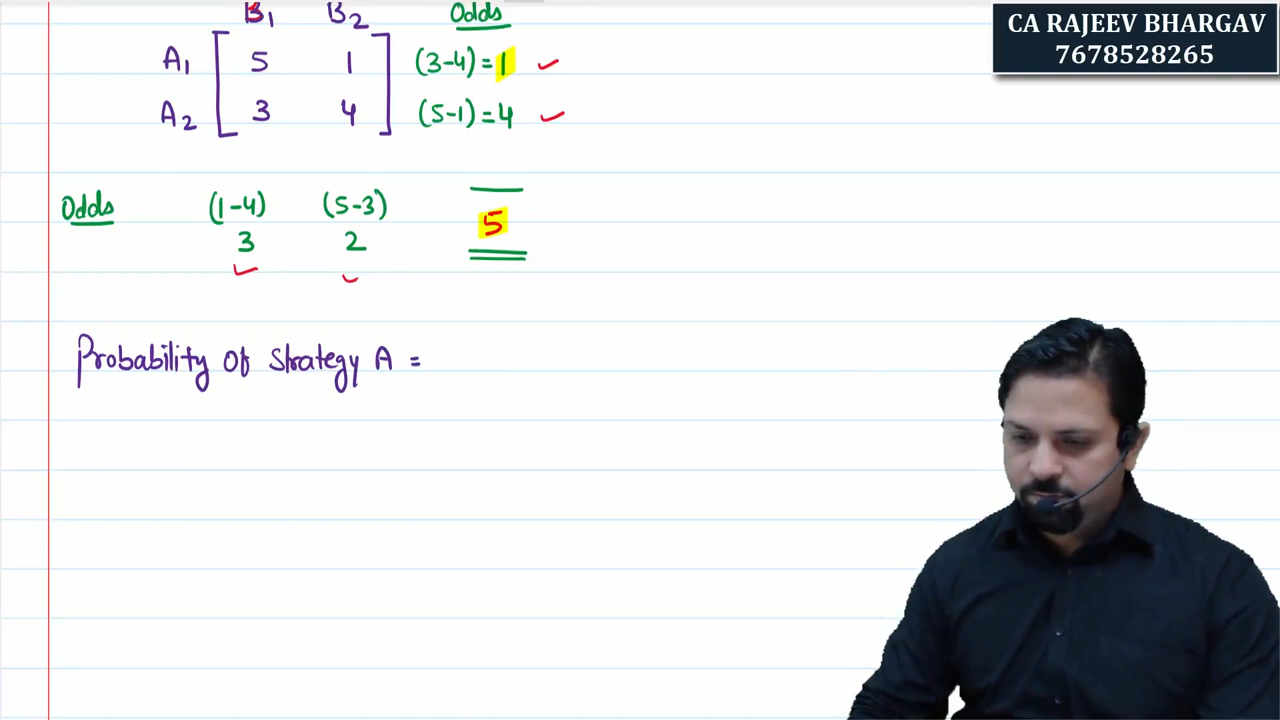 B1 B2 Odds
A1 5 1 (3-4) = 1
A2 3 4 (5-1) = 4
Odds (1-4) (5-3)
3 2 5
Probability of strategy A =
CA RAJEEV BHARGAV
7678528265